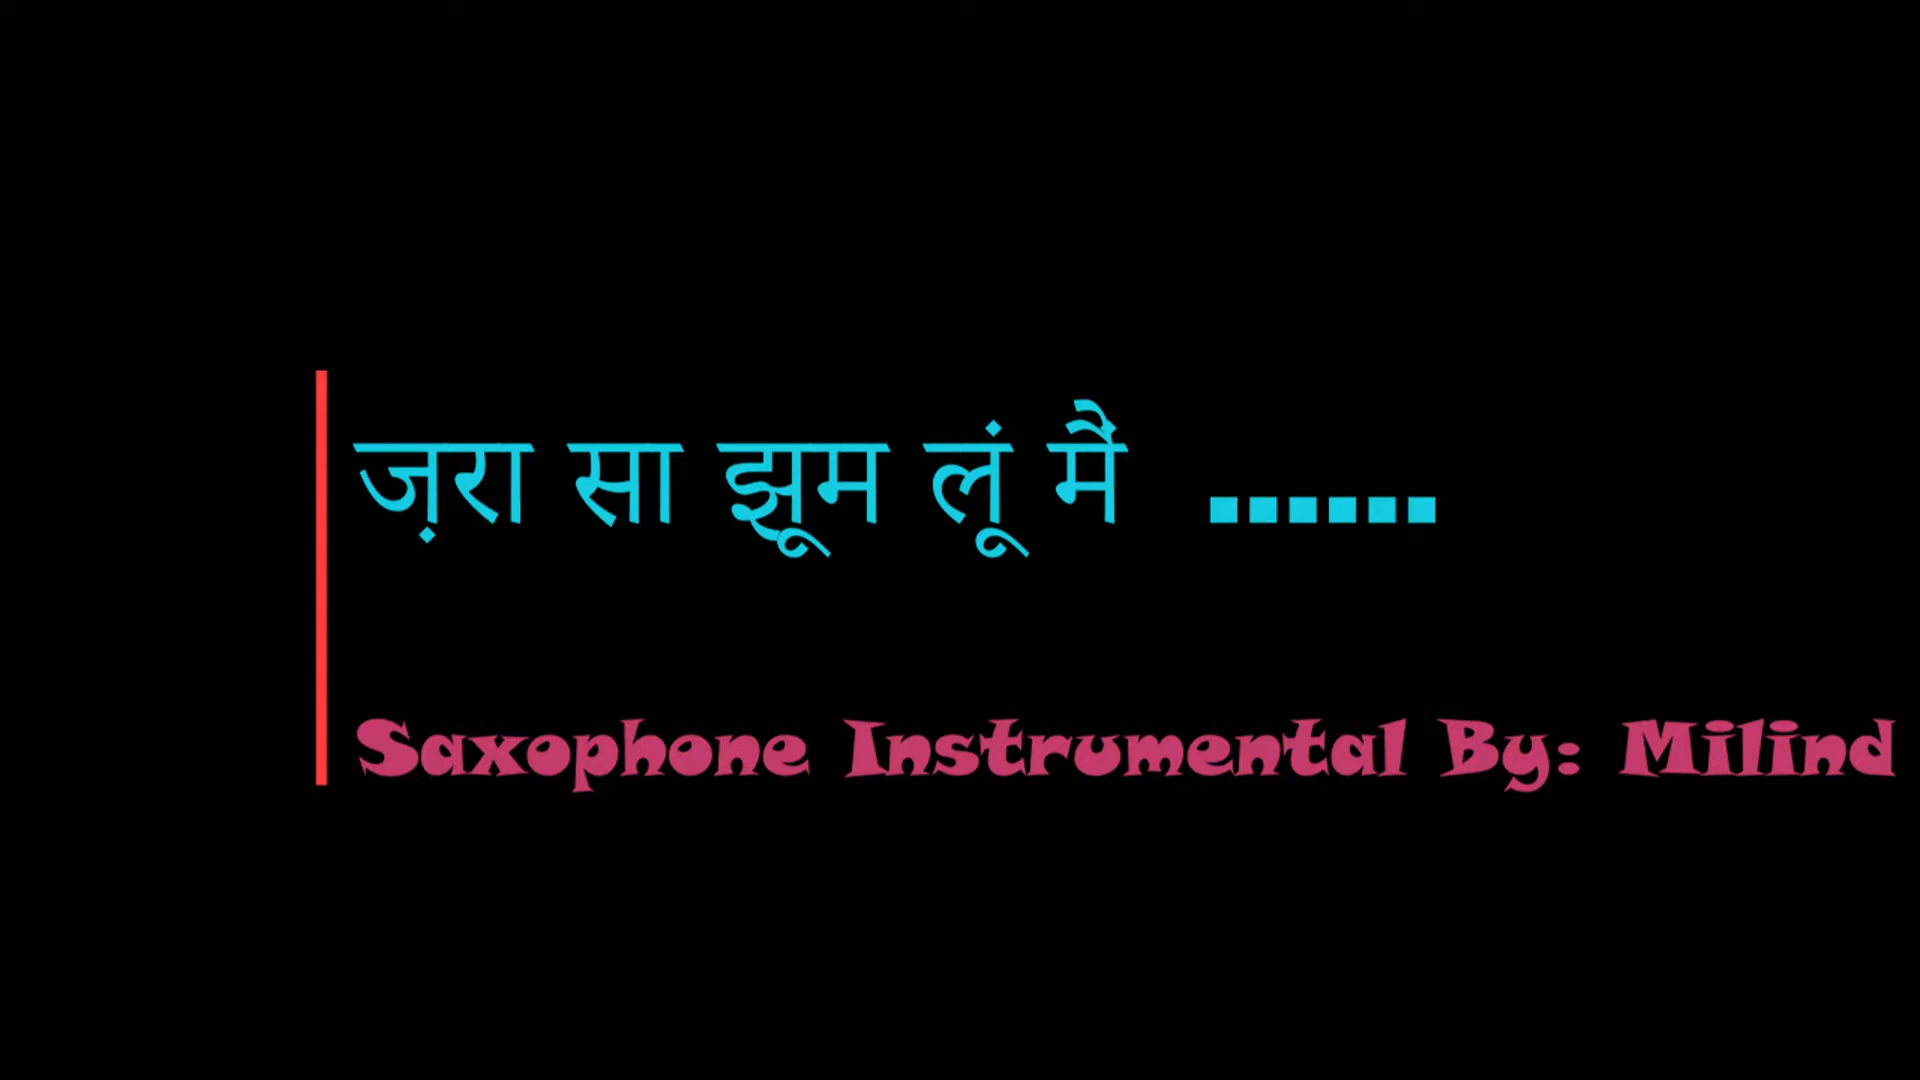 ज़रा सा झूम लूं मैं ......
Saxophone Instrumental By: Milind